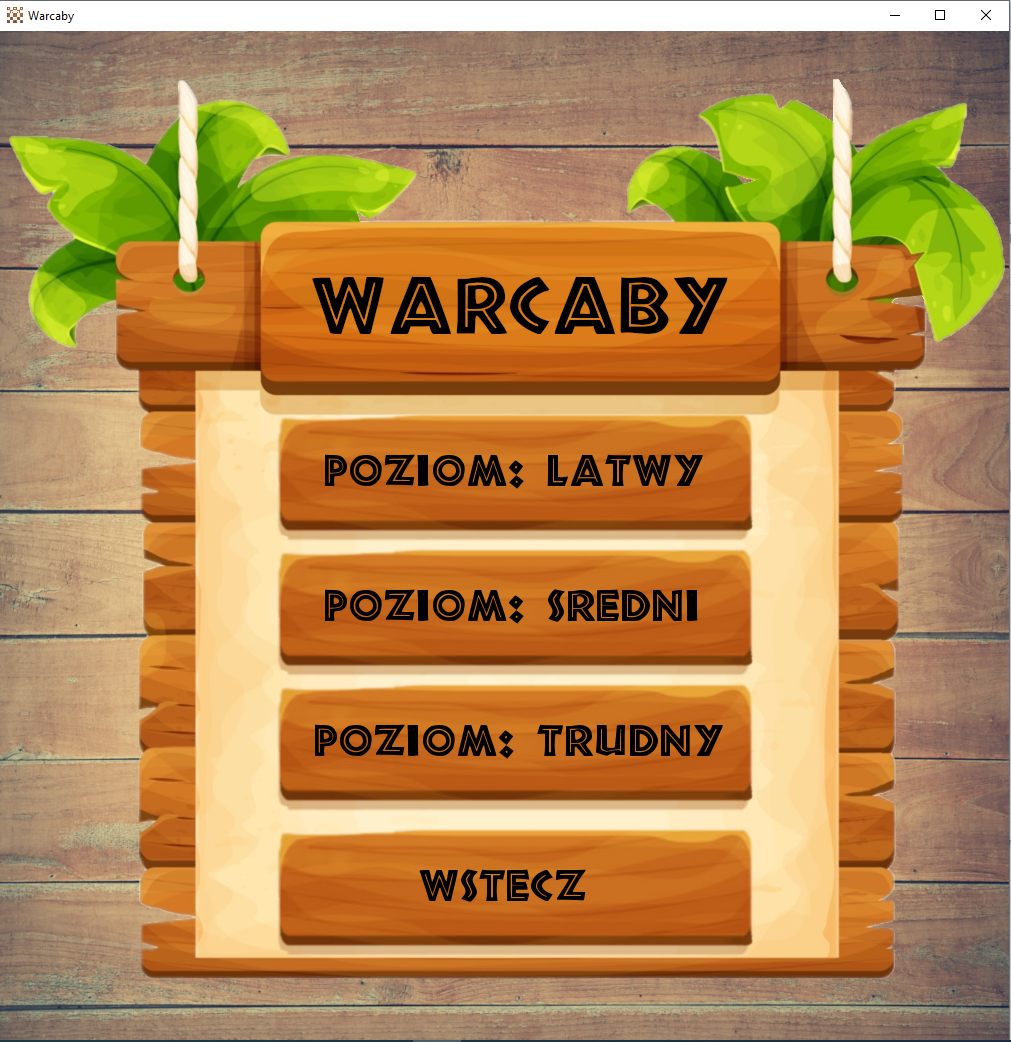 Warcaby
WARCABY
POZIOM: LATWY
POZIOM: SREDNI
POZIOM: TRUDNY
WSTECZ